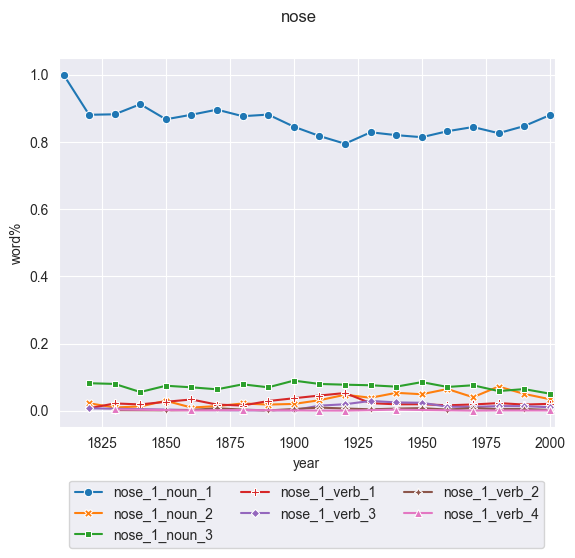 nose
1.0
0.8
0.6
0.4
0.2
0.0
word%
1825 1850 1875 1900 1925 1950 1975 2000
year
nose_1_noun_1 nose_1_verb_1 nose_1_verb_2
nose_1_noun_2 nose_1_verb_3 nose_1_verb_4
nose_1_noun_3